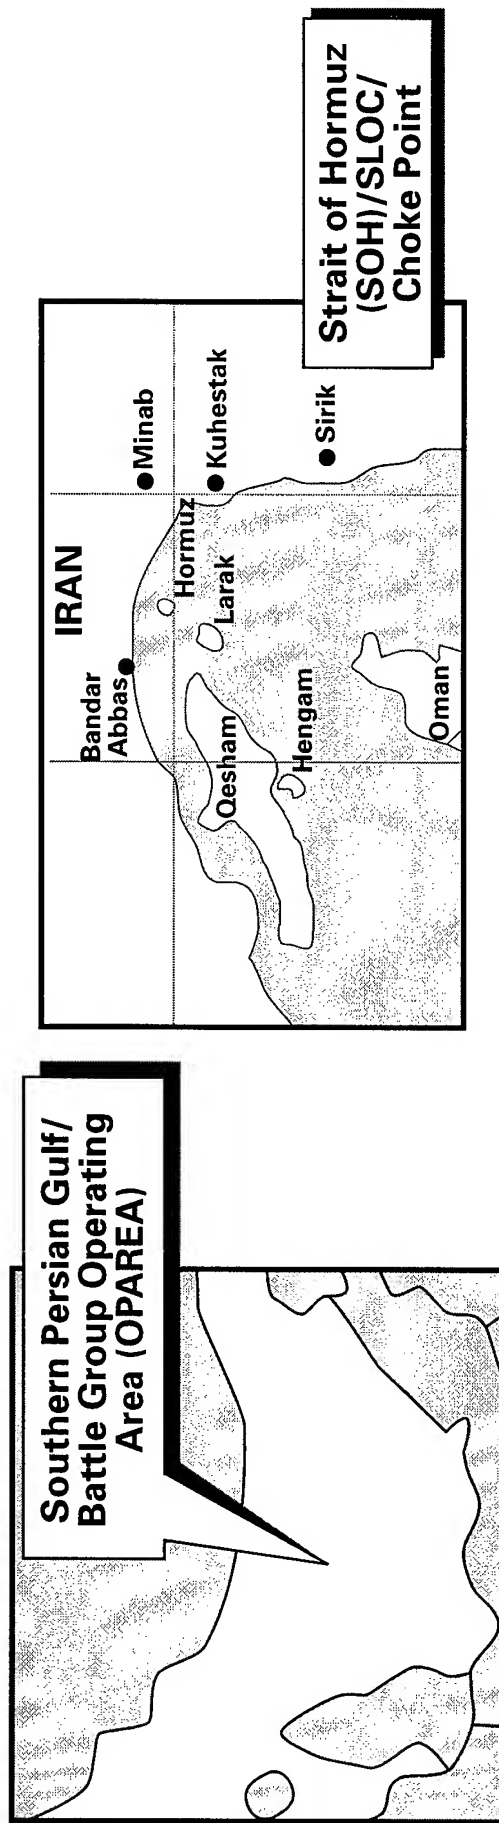 Southern Persian Gulf/
Battle Group Operating
Area (OPAREA)
IRAN
Bandar
Abbas
Minab
Hormuz
Kuhestak
Larak
Qesham
Hengam
Sirik
Oman
Strait of Hormuz
(SOH)/SLOC/
Choke Point